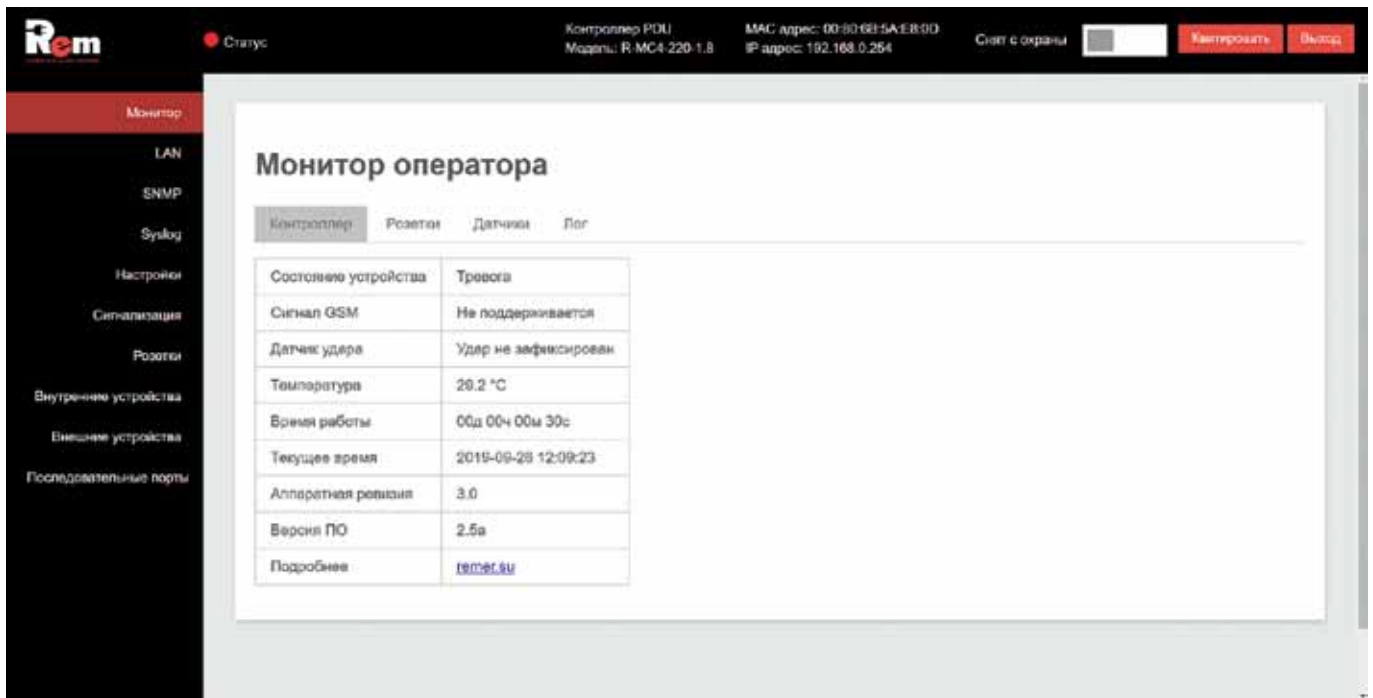 Rem
Статус
Контроллер PDU
Модель: R-MC4-220-1.8
MAC адрес: 00:80:6B:5A:E8:0D
IP адрес: 192.168.0.254
Снят с охраны
Квитировать
Выход
Монитор
LAN
SNMP
Syslog
Настройки
Сигнализация
Розетки
Внутренние устройства
Внешние устройства
Последовательные порты
Монитор оператора
Контроллер Розетки Датчики Лог
Состояние устройства Тревога
Сигнал GSM Не поддерживается
Датчик удара Удар не зафиксирован
Температура
Время работы 00д 00ч 00м 30с
Текущее время 2019-09-26 12:09:23
Аппаратная ревизия 3.0
Версия ПО 2.5a
Подробнее remer.su